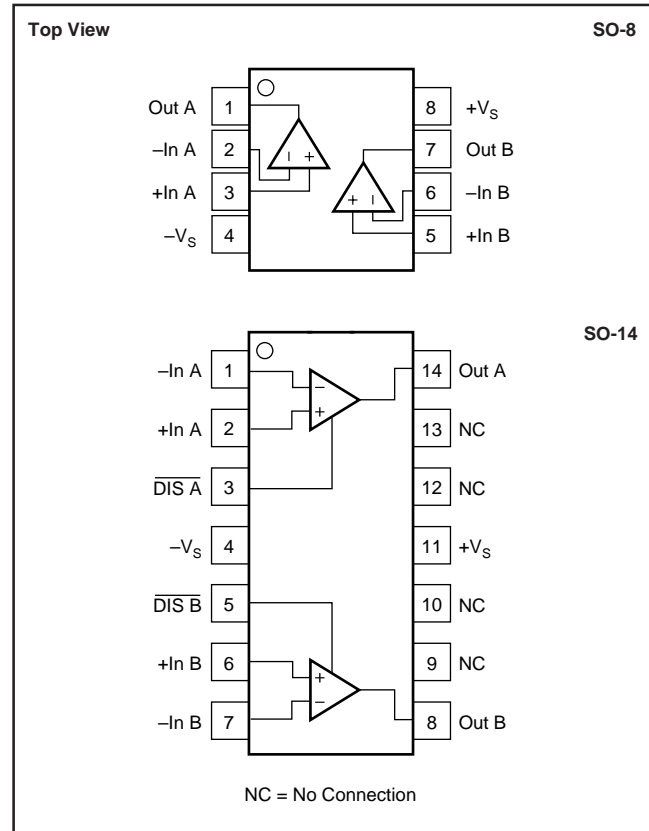 Top View SO-8
Out A 1 8 +VS
–In A 2 7 Out B
+In A 3 6 –In B
–VS 4 5 +In B
– +
+ –
SO-14
–In A 1 14 Out A
–
+In A 2 13 NC
+
DIS A 3 12 NC
–VS 4 11 +VS
DIS B 5 10 NC
+In B 6 9 NC
+
–In B 7 8 Out B
–
NC = No Connection